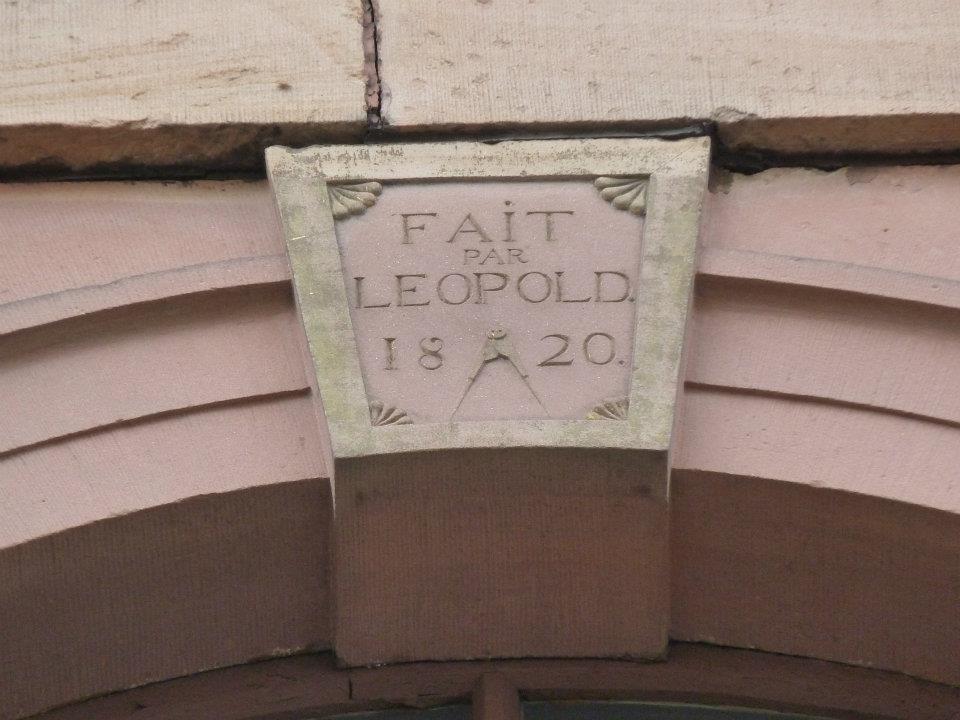 FAiT
PAR
LEOPOLD.
18 20.